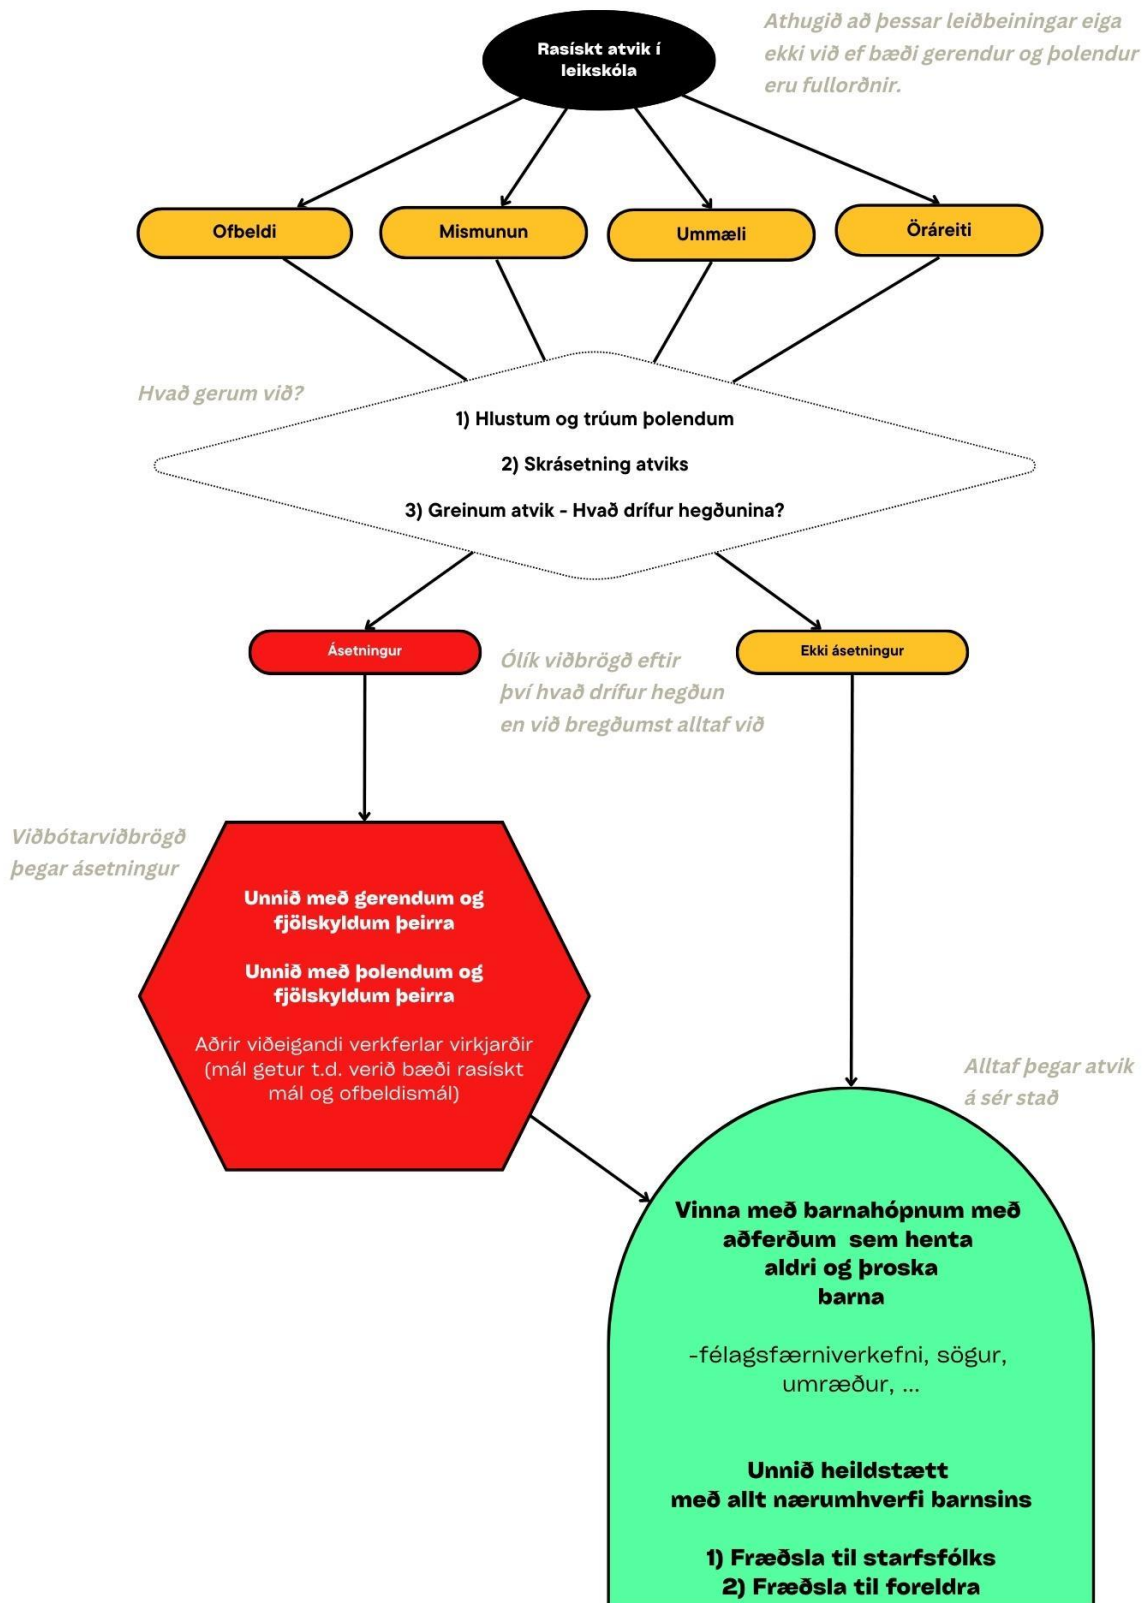 Rasískt atvik í
leikskóla
Athugið að þessar leiðbeiningar eiga
ekki við ef bæði gerendur og þolendur
eru fullorðnir.
Ofbeldi
Mismunun
Ummæli
Öráreiti
Hvað gerum við?
1) Hlustum og trúum þolendum
2) Skrásetning atviks
3) Greinum atvik - Hvað drífur hegðunina?
Ásetningur
Ekki ásetningur
Ólík viðbrögð eftir
því hvað drífur hegðun
en við bregðumst alltaf við
Viðbótarviðbrögð
þegar ásetningur
Unnið með gerendum og
fjölskyldum þeirra
Unnið með þolendum og
fjölskyldum þeirra
Aðrir viðeigandi verkferlar virkjarðir
(mál getur t.d. verið bæði rasískt
mál og ofbeldismál)
Alltaf þegar atvik
á sér stað
Vinna með barnahópnum með
aðferðum sem henta
aldri og þroska
barna
-félagsfærniverkefni, sögur,
umræður, ...
Unnið heildstætt
með allt nærumhverfi barnsins
1) Fræðsla til starfsfólks
2) Fræðsla til foreldra